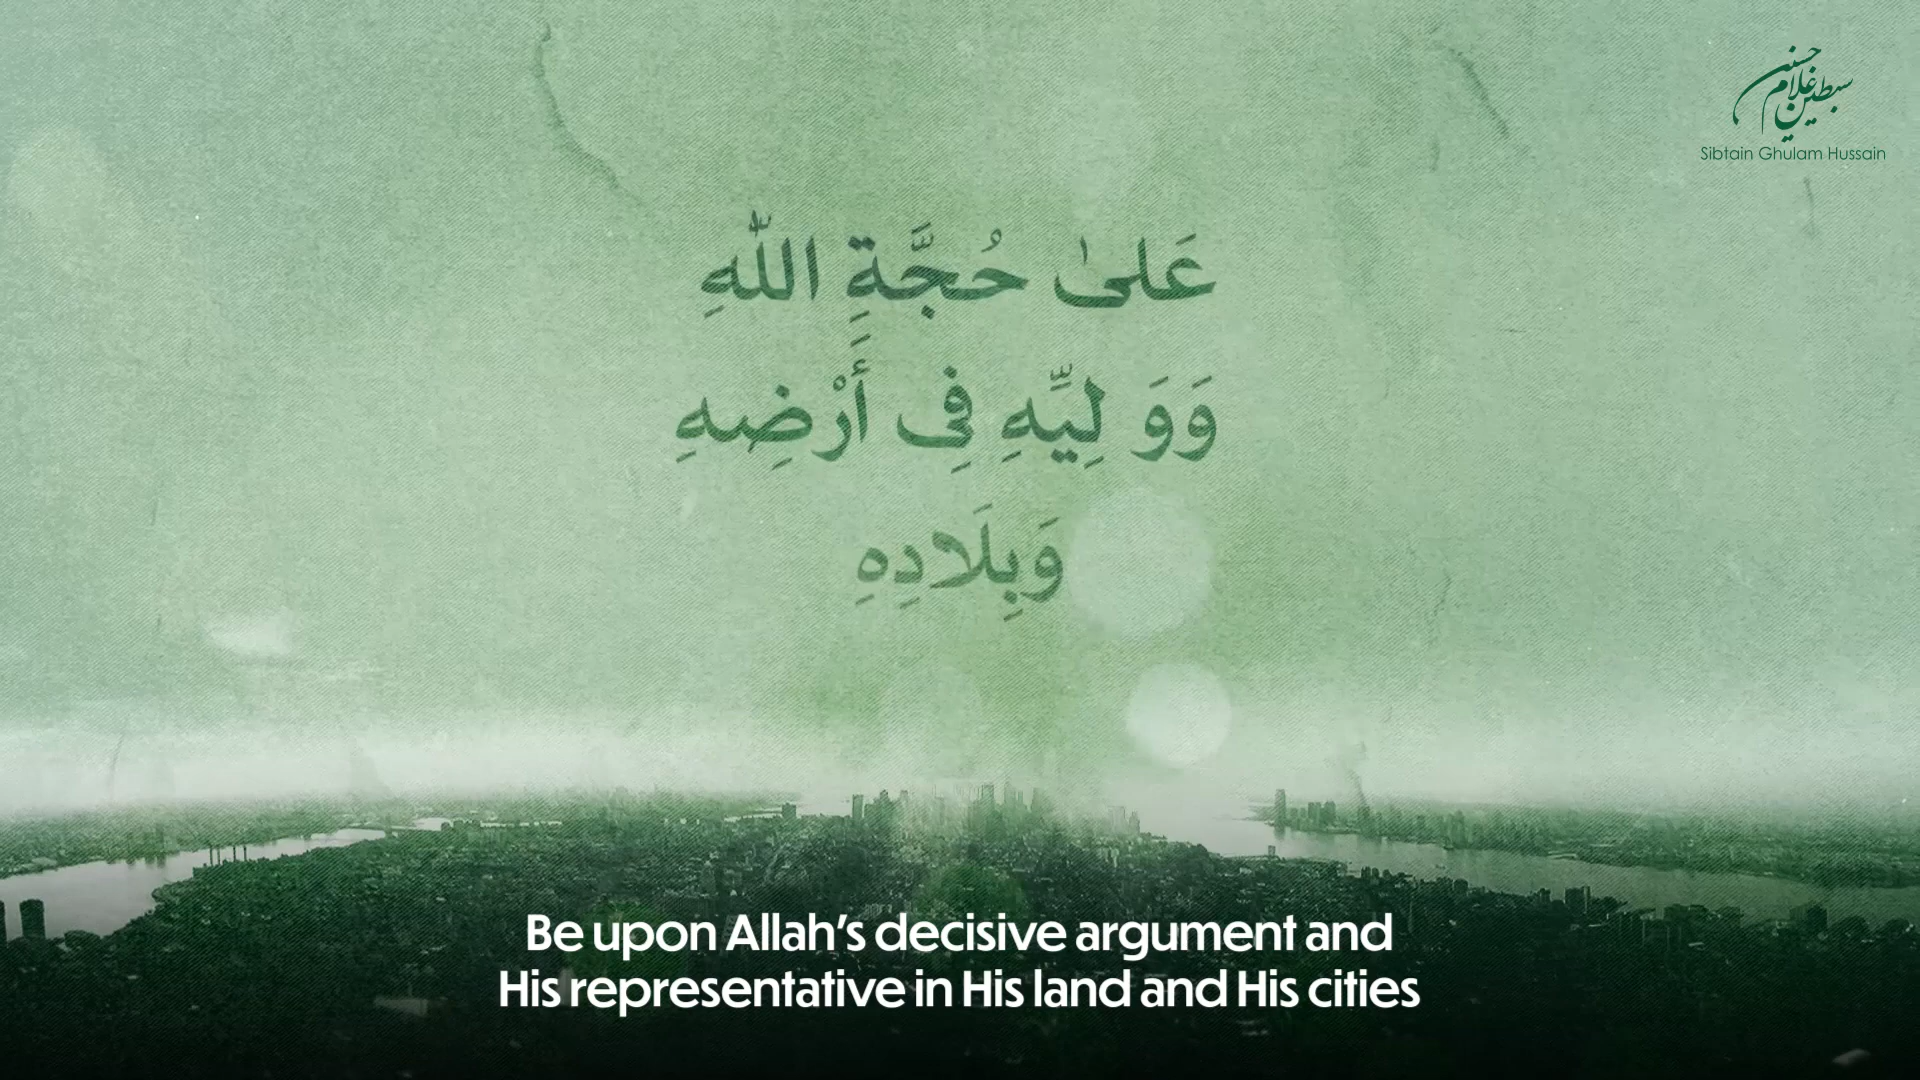 سبطین غلام حسین
Sibtain Ghulam Hussain
عَلىٰ حُجَّةِ اللّٰهِ
وَوَ لِيِّهِ فِى أَرْضِهِ
وَبِلَادِهِ
Be upon Allah's decisive argument and
His representative in His land and His cities